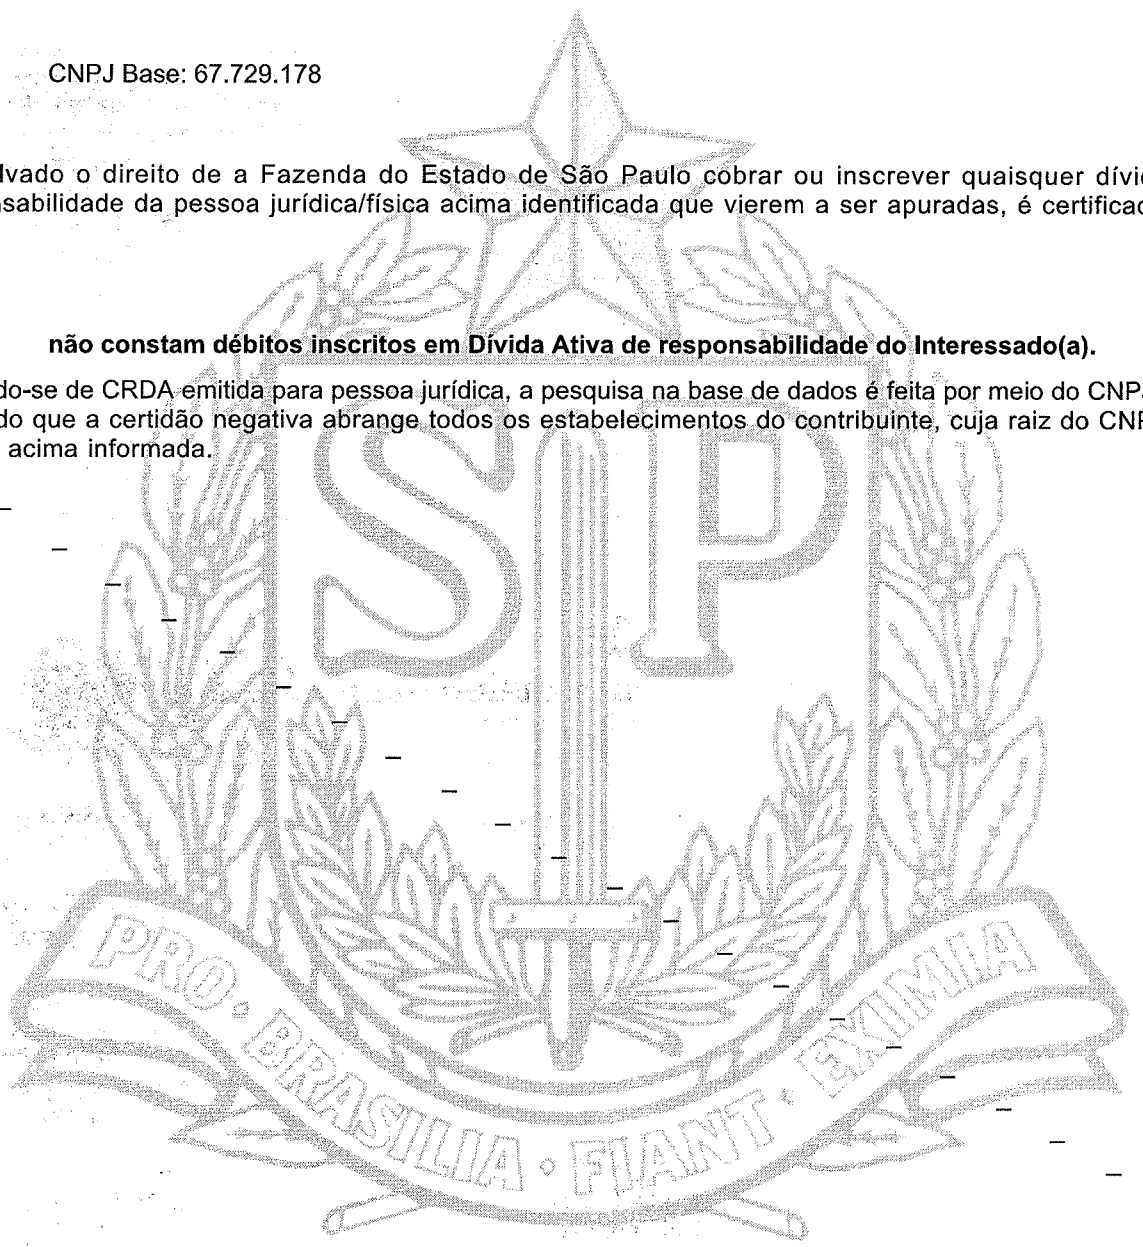 CNPJ Base: 67.729.178
lvado o direito de a Fazenda do Estado de São Paulo cobrar ou inscrever quaisquer dívid
nsabilidade da pessoa jurídica/física acima identificada que vierem a ser apuradas, é certificad
não constam débitos inscritos em Dívida Ativa de responsabilidade do Interessado(a).
do-se de CRDA emitida para pessoa jurídica, a pesquisa na base de dados é feita por meio do CNPJ
do que a certidão negativa abrange todos os estabelecimentos do contribuinte, cuja raiz do CNP
acima informada.
SP
PRO · BRASILIA · FIANT · EXIMIA